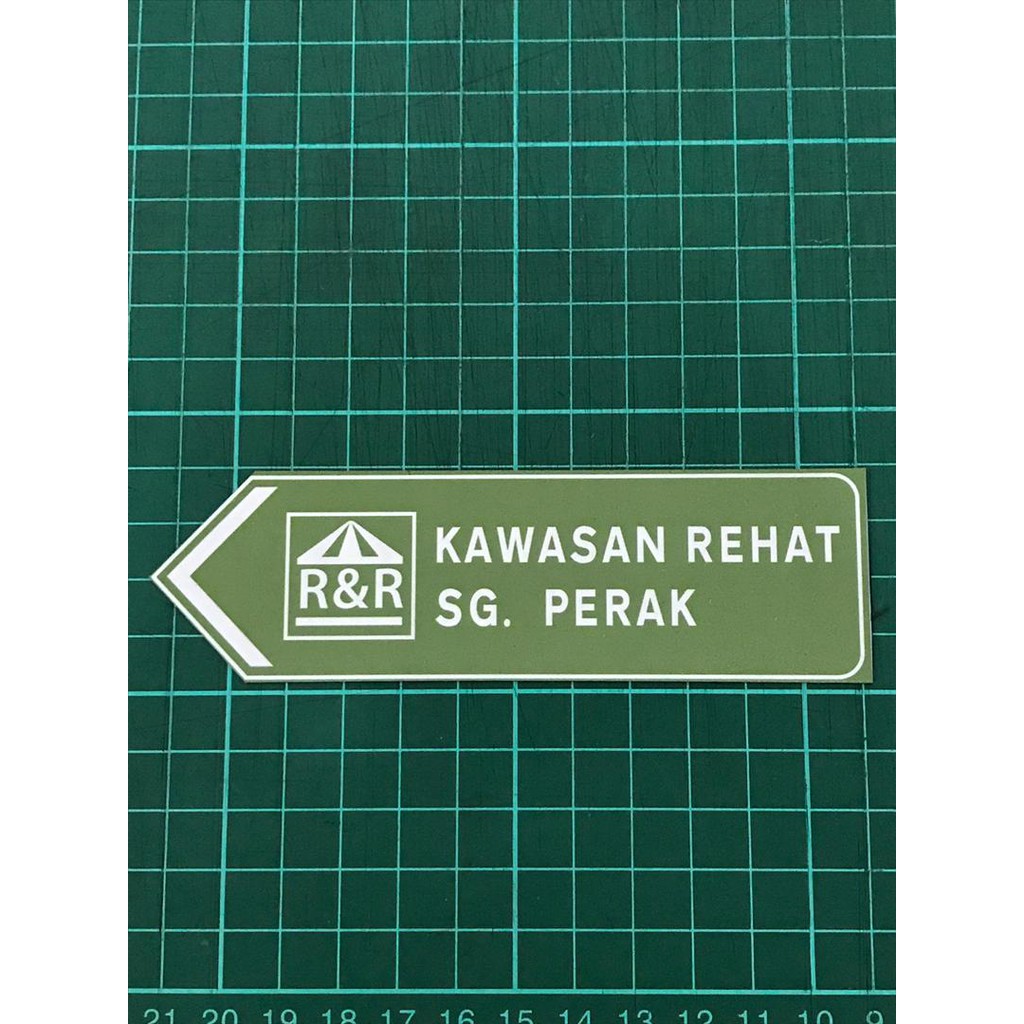 R&R
KAWASAN REHAT
SG. PERAK
21 20 19 18 17 16 15 14 13 12 11 10 9